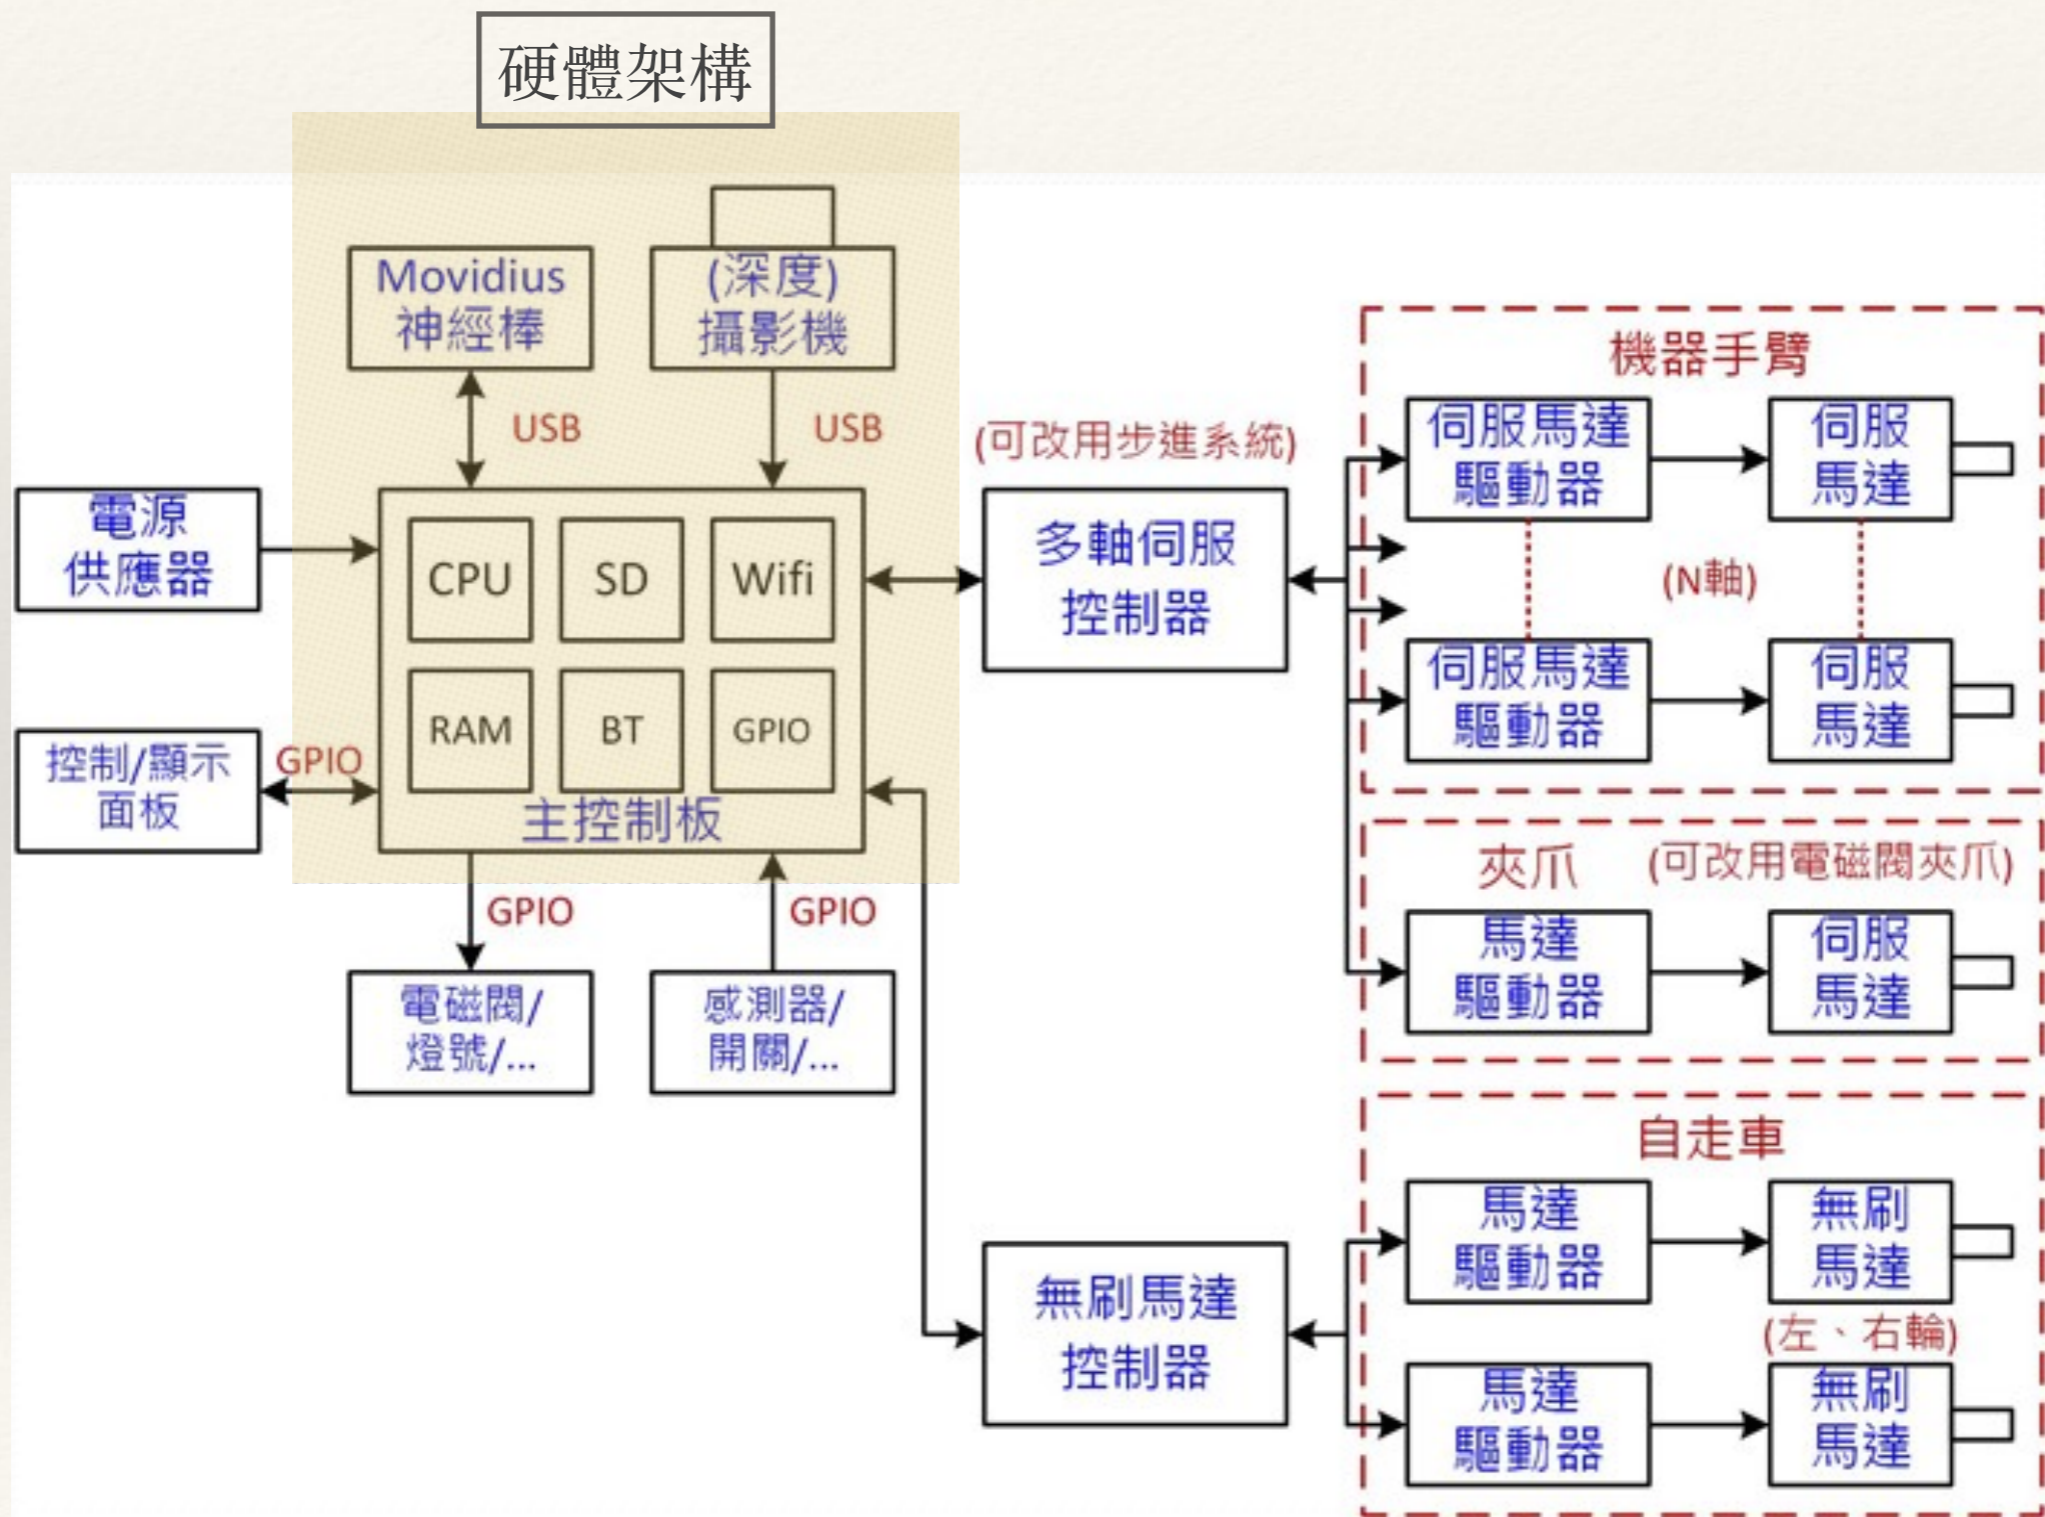 硬體架構
Movidius
神經棒
(深度)
攝影機
USB
USB
電源
供應器
CPU
SD
Wifi
RAM
BT
GPIO
主控制板
控制/顯示
面板
GPIO
GPIO
GPIO
電磁閥/
燈號/...
感測器/
開關/...
(可改用步進系統)
多軸伺服
控制器
機器手臂
伺服馬達
驅動器
伺服
馬達
(N軸)
伺服馬達
驅動器
伺服
馬達
夾爪
(可改用電磁閥夾爪)
馬達
驅動器
伺服
馬達
無刷馬達
控制器
自走車
馬達
驅動器
無刷
馬達
(左、右輪)
馬達
驅動器
無刷
馬達